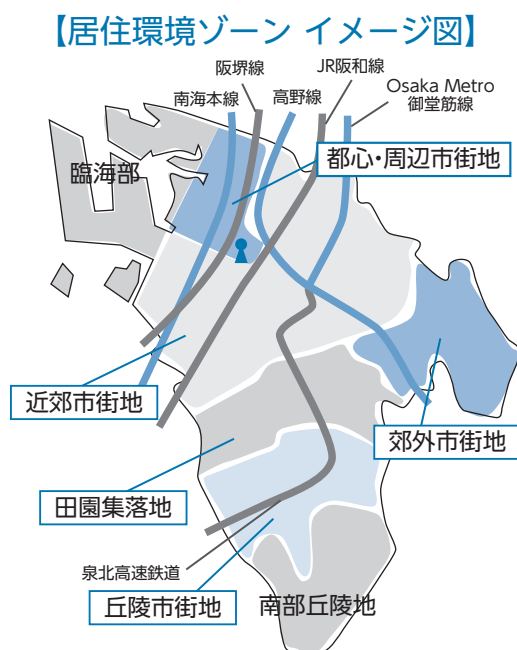 【居住環境ゾーン イメージ図】
阪堺線
JR阪和線
南海本線
高野線
Osaka Metro
御堂筋線
都心・周辺市街地
臨海部
近郊市街地
郊外市街地
田園集落地
泉北高速鉄道
丘陵市街地
南部丘陵地